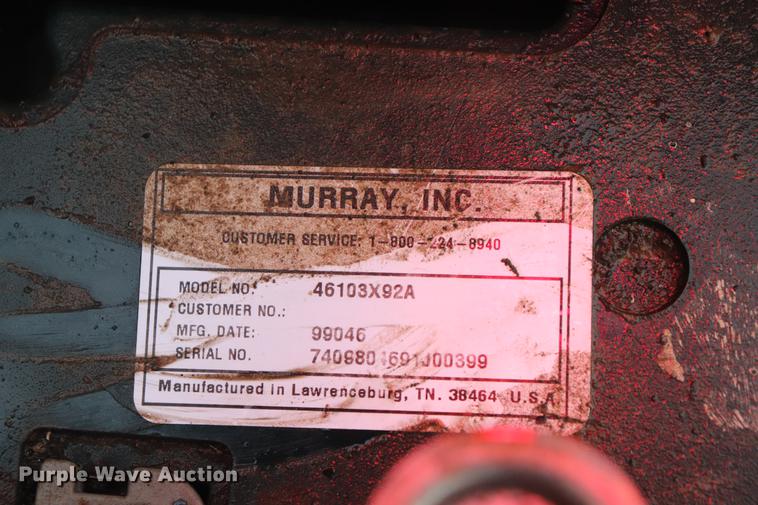 MURRAY, INC.
CUSTOMER SERVICE: 1-800-224-8940
MODEL NO. 46103X92A
CUSTOMER NO.:
MFG. DATE: 99046
SERIAL NO.
Manufactured in Lawrenceburg, TN. 38464 U.S.A
Purple Wave Auction